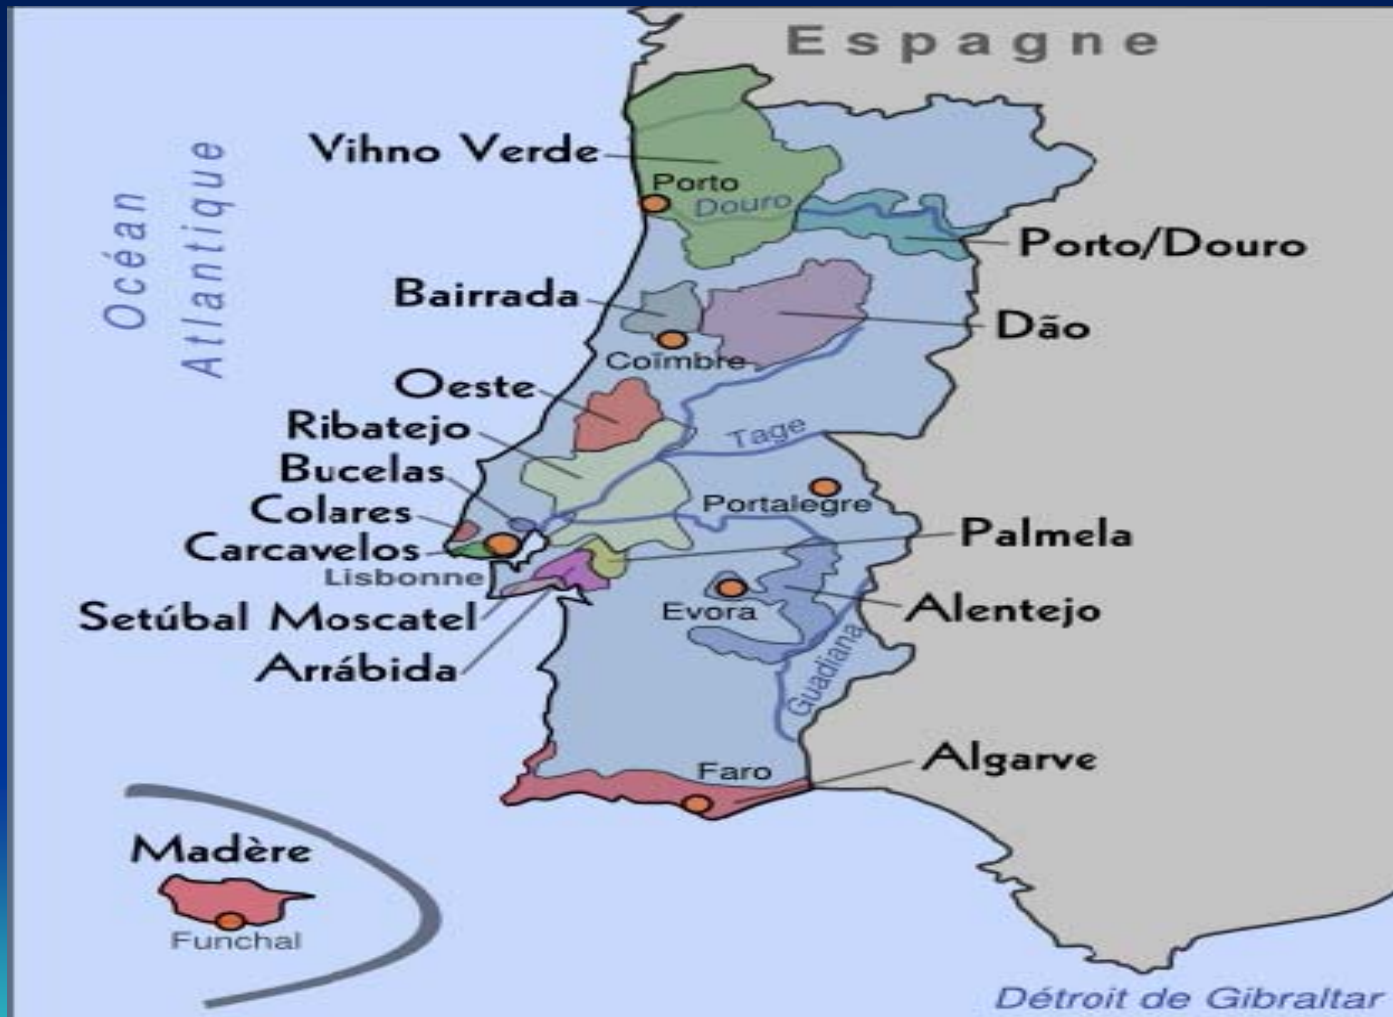 Espagne
Océan
Atlantique
Vihno Verde
Porto
Douro
Porto/Douro
Bairrada
Dão
Coïmbre
Oeste
Ribatejo
Tage
Bucelas
Portalegre
Colares
Palmela
Carcavelos
Lisbonne
Setúbal Moscatel
Evora
Alentejo
Arrábida
Guadiana
Faro
Algarve
Madère
Funchal
Détroit de Gibraltar